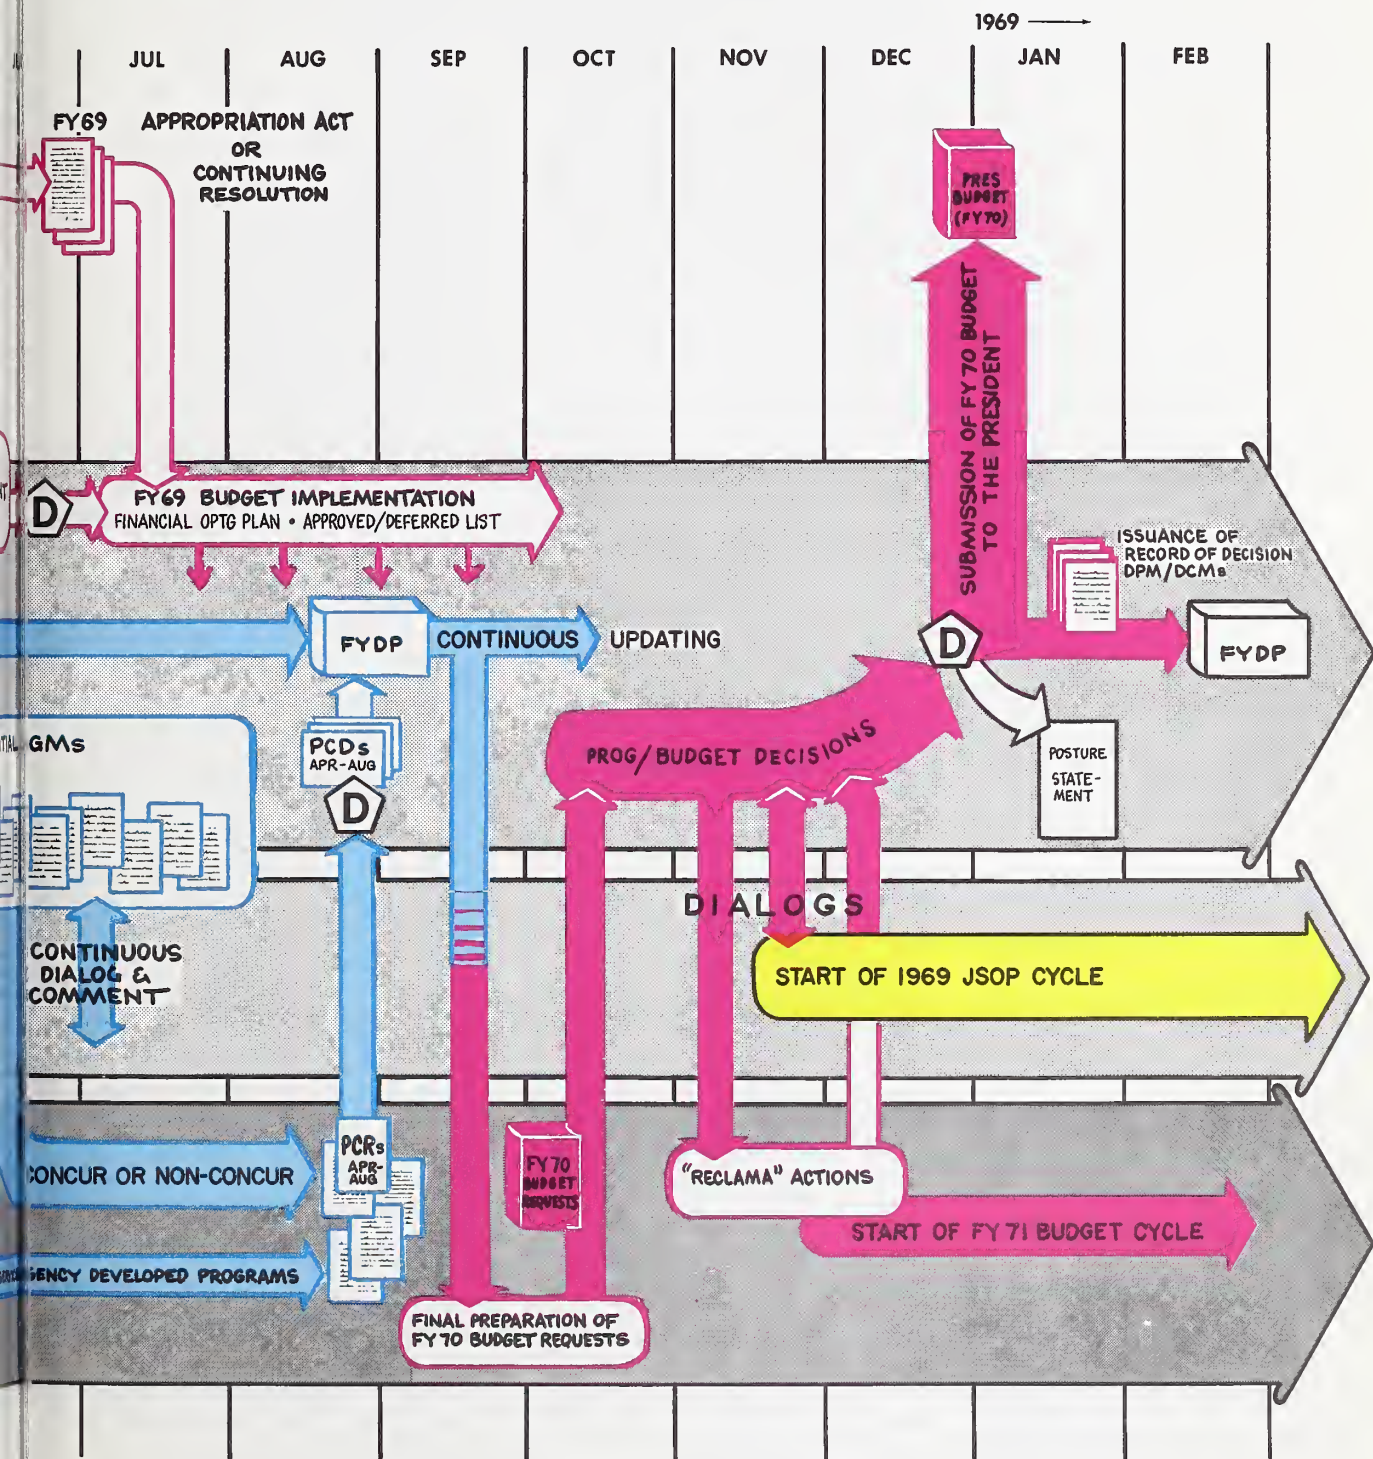 1969
JUL
AUG
SEP
OCT
NOV
DEC
JAN
FEB
FY69
APPROPRIATION ACT
OR
CONTINUING
RESOLUTION
PRES
BUDGET
(FY70)
SUBMISSION OF FY 70 BUDGET
TO THE PRESIDENT
D
FY69 BUDGET IMPLEMENTATION
FINANCIAL OPTG PLAN • APPROVED/DEFERRED LIST
ISSUANCE OF
RECORD OF DECISION
DPM/DCMs
FYDP
CONTINUOUS UPDATING
D
FYDP
GMs
PCDs
APR-AUG
D
PROG/BUDGET DECISIONS
POSTURE
STATE-
MENT
DIALOGS
CONTINUOUS
DIALOG &
COMMENT
START OF 1969 JSOP CYCLE
CONCUR OR NON-CONCUR
PCRs
APR-
AUG
FY 70
BUDGET
REQUESTS
"RECLAMA" ACTIONS
START OF FY 71 BUDGET CYCLE
GENCY DEVELOPED PROGRAMS
FINAL PREPARATION OF
FY 70 BUDGET REQUESTS